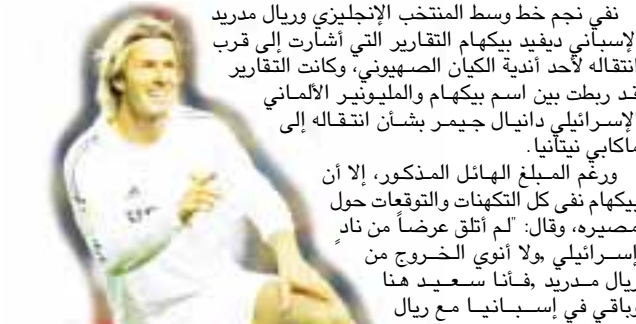 نفي نجم خط وسط المنتخب الإنجليزي وريال مدريد
لإسباني ديفيد بيكهام التقارير التي أشارت إلى قرب
انتقاله لأحد أندية الكيان الصهيوني، وكانت التقارير
قد ربطت بين اسم بيكهام والمليونير الألماني
لإسرائيلي دانيال جيمر بشأن انتقاله إلى
ماكابي نيتانيا.
ورغم المبلغ الهائل المذكور، إلا أن
بيكهام نفى كل التكهنات والتوقعات حول
مصيره، وقال: "لم أتلق عرضاً من نادٍ
إسرائيلي ,ولا أنوي الخروج من
ريال مدريد ,فأنا سعيد هنا
وباقي في إسبانيا مع ريال